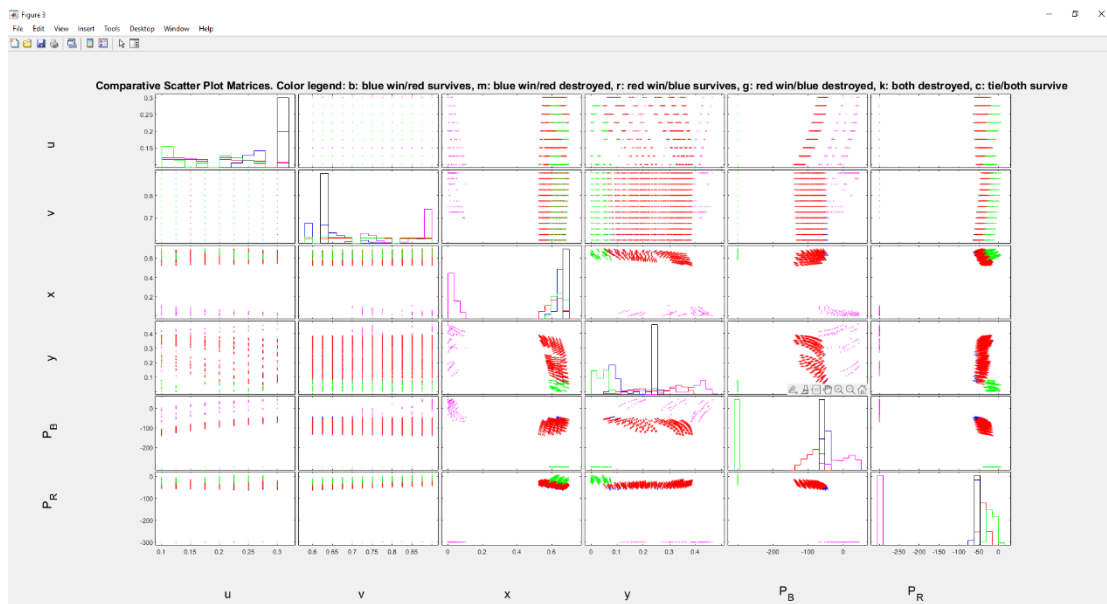 Figure 3
File Edit View Insert Tools Desktop Window Help
Comparative Scatter Plot Matrices. Color legend: b: blue win/red survives, m: blue win/red destroyed, r: red win/blue survives, g: red win/blue destroyed, k: both destroyed, c: tie/both survive
u
0.3
0.25
0.2
0.15
v
0.8
0.7
x
0.6
0.4
0.2
y
0.4
0.3
0.2
0.1
P_B
0
-100
-200
P_R
0
-100
-200
-300
0.1 0.15 0.2 0.25 0.3 0.6 0.65 0.7 0.75 0.8 0.85 0 0.2 0.4 0.6 0 0.1 0.2 0.3 0.4 -200 -100 0 -250 -200 -150 -100 -50 0
u v x y P_B P_R